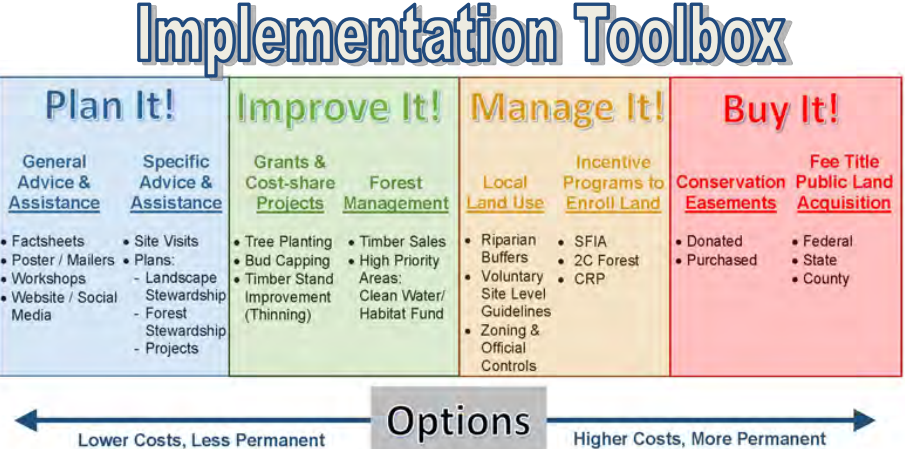 Implementation Toolbox
Plan It!
General
Advice &
Assistance
• Factsheets
• Poster / Mailers
• Workshops
• Website / Social
Media
Specific
Advice &
Assistance
• Site Visits
• Plans:
- Landscape
Stewardship
- Forest
Stewardship
- Projects
Improve It!
Grants &
Cost-share
Projects
• Tree Planting
• Bud Capping
• Timber Stand
Improvement
(Thinning)
Forest
Management
• Timber Sales
• High Priority
Areas:
Clean Water/
Habitat Fund
Manage It!
Local
Land Use
• Riparian
Buffers
• Voluntary
Site Level
Guidelines
• Zoning &
Official
Controls
Incentive
Programs to
Enroll Land
• SFIA
• 2C Forest
• CRP
Buy It!
Conservation
Easements
• Donated
• Purchased
Fee Title
Public Land
Acquisition
• Federal
• State
• County
Options
Lower Costs, Less Permanent
Higher Costs, More Permanent